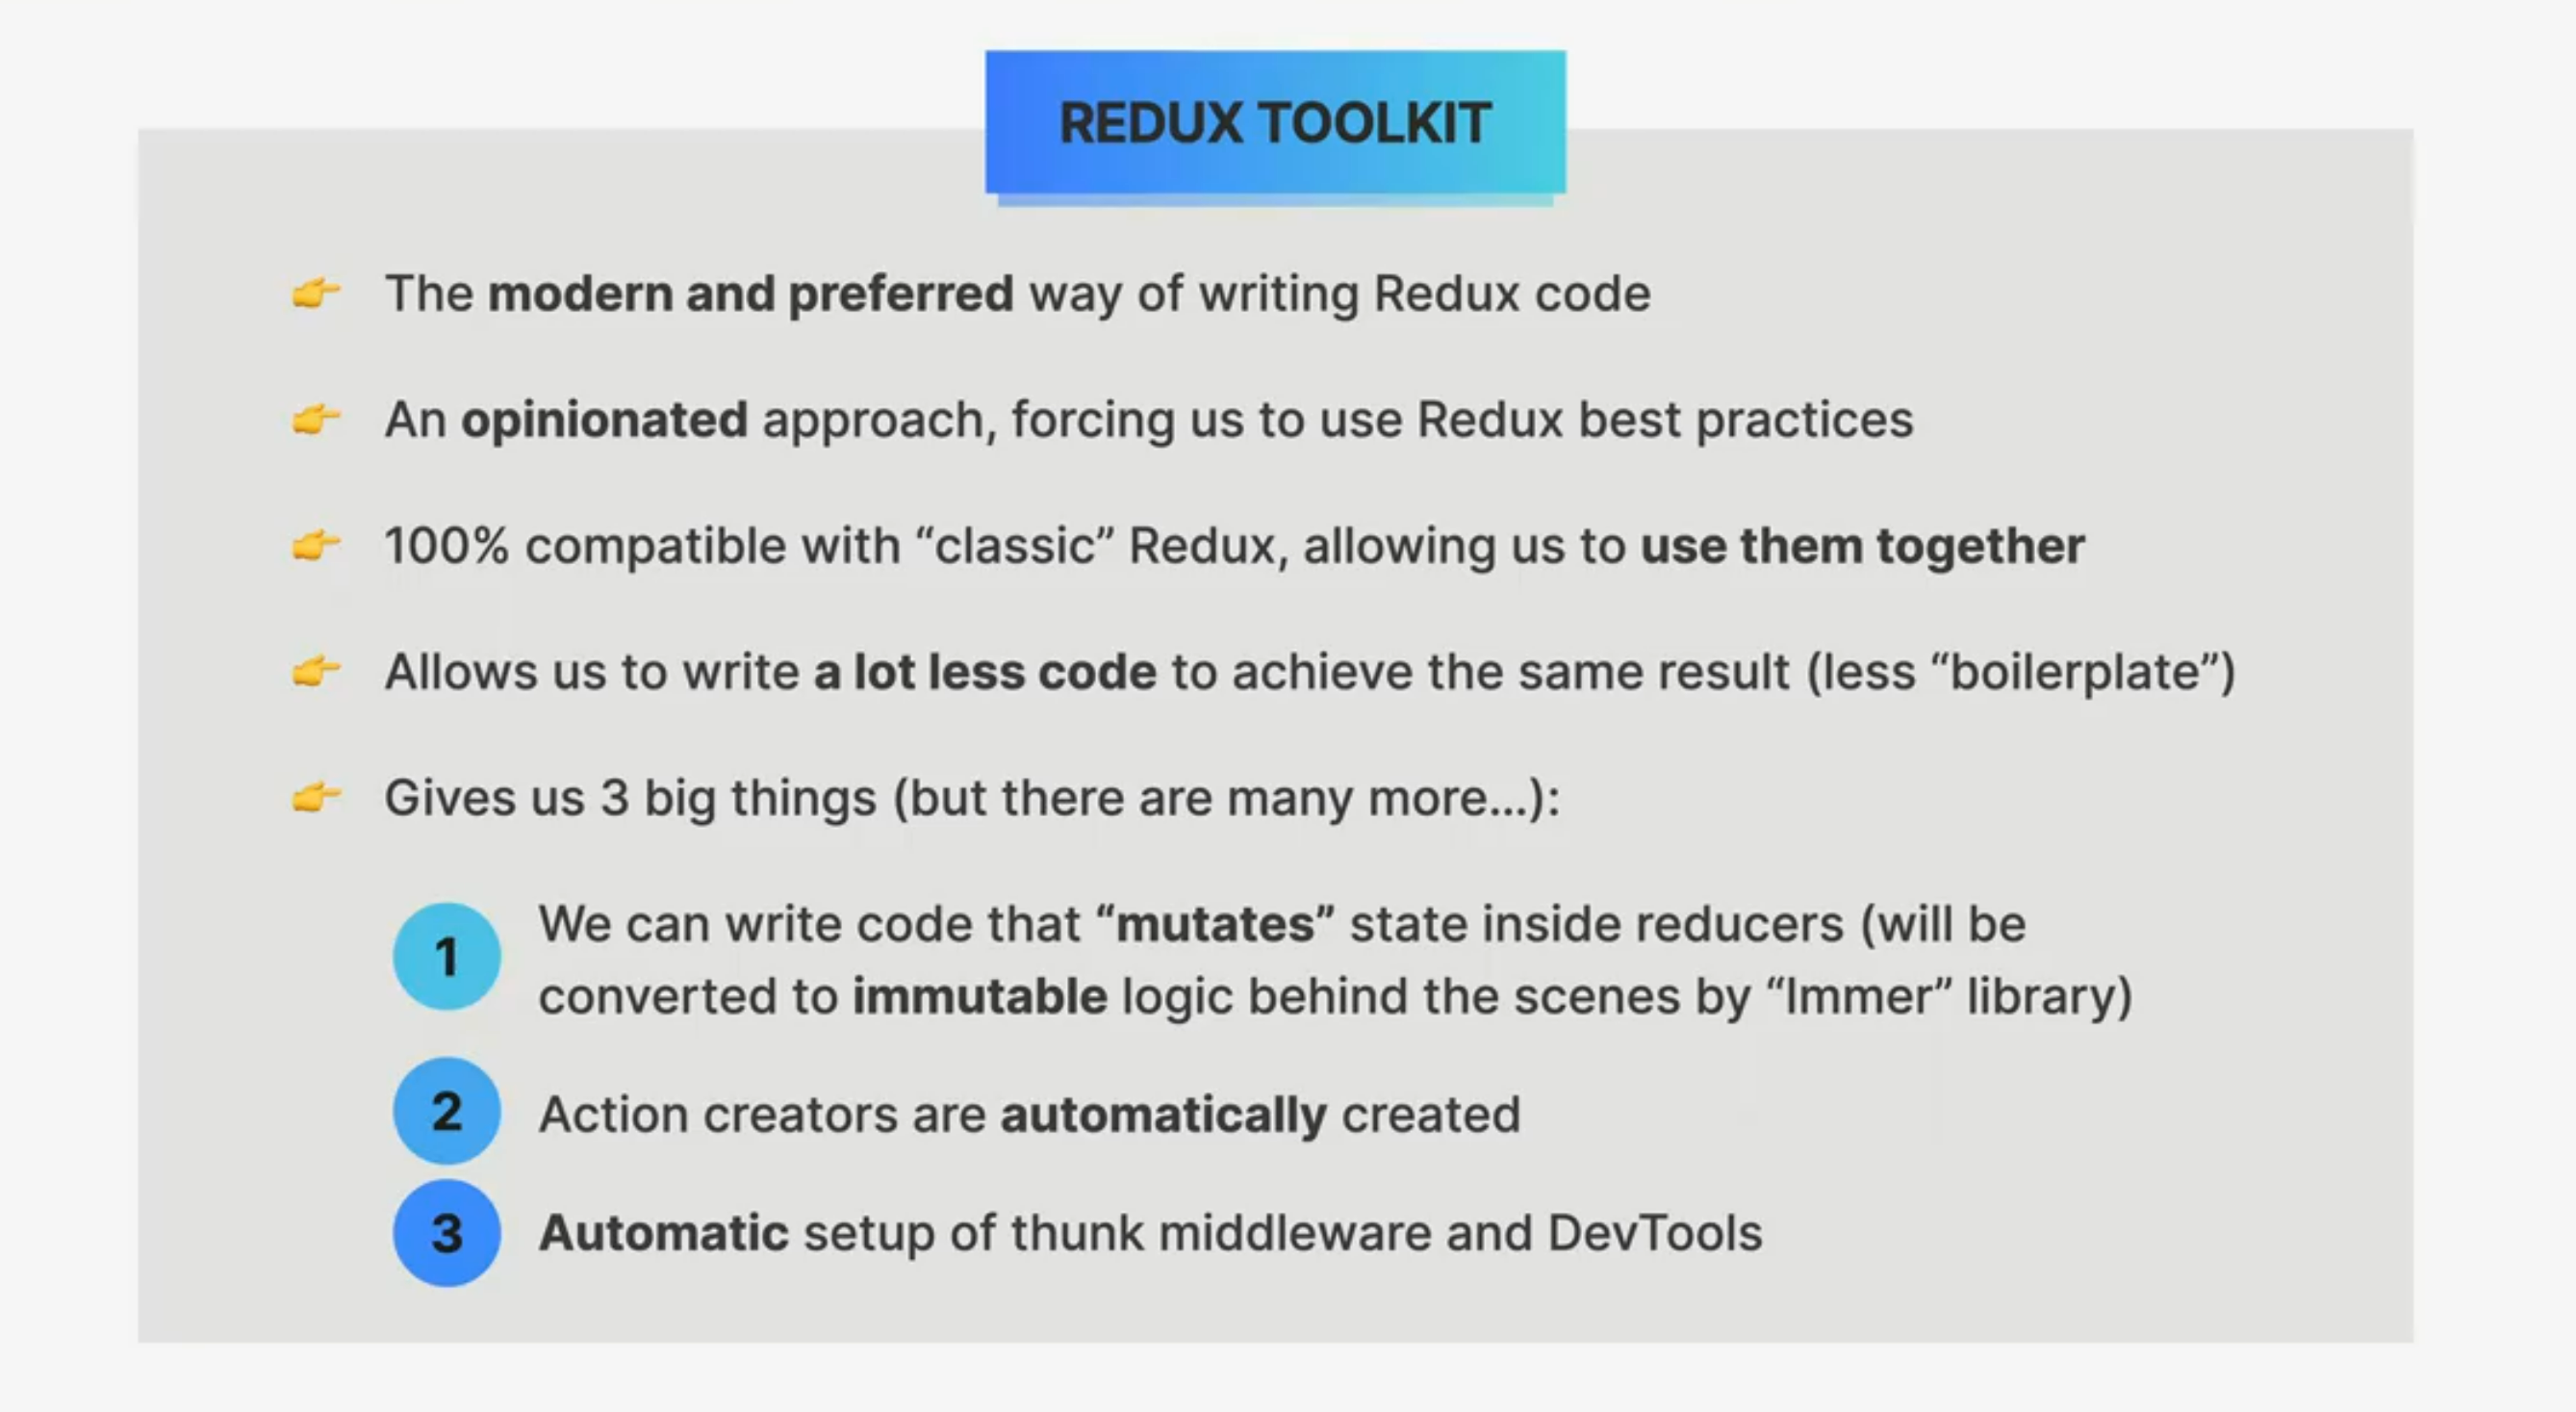 REDUX TOOLKIT
👉 The modern and preferred way of writing Redux code
👉 An opinionated approach, forcing us to use Redux best practices
👉 100% compatible with “classic” Redux, allowing us to use them together
👉 Allows us to write a lot less code to achieve the same result (less “boilerplate”)
👉 Gives us 3 big things (but there are many more…):
1 We can write code that “mutates” state inside reducers (will be
converted to immutable logic behind the scenes by “Immer” library)
2 Action creators are automatically created
3 Automatic setup of thunk middleware and DevTools